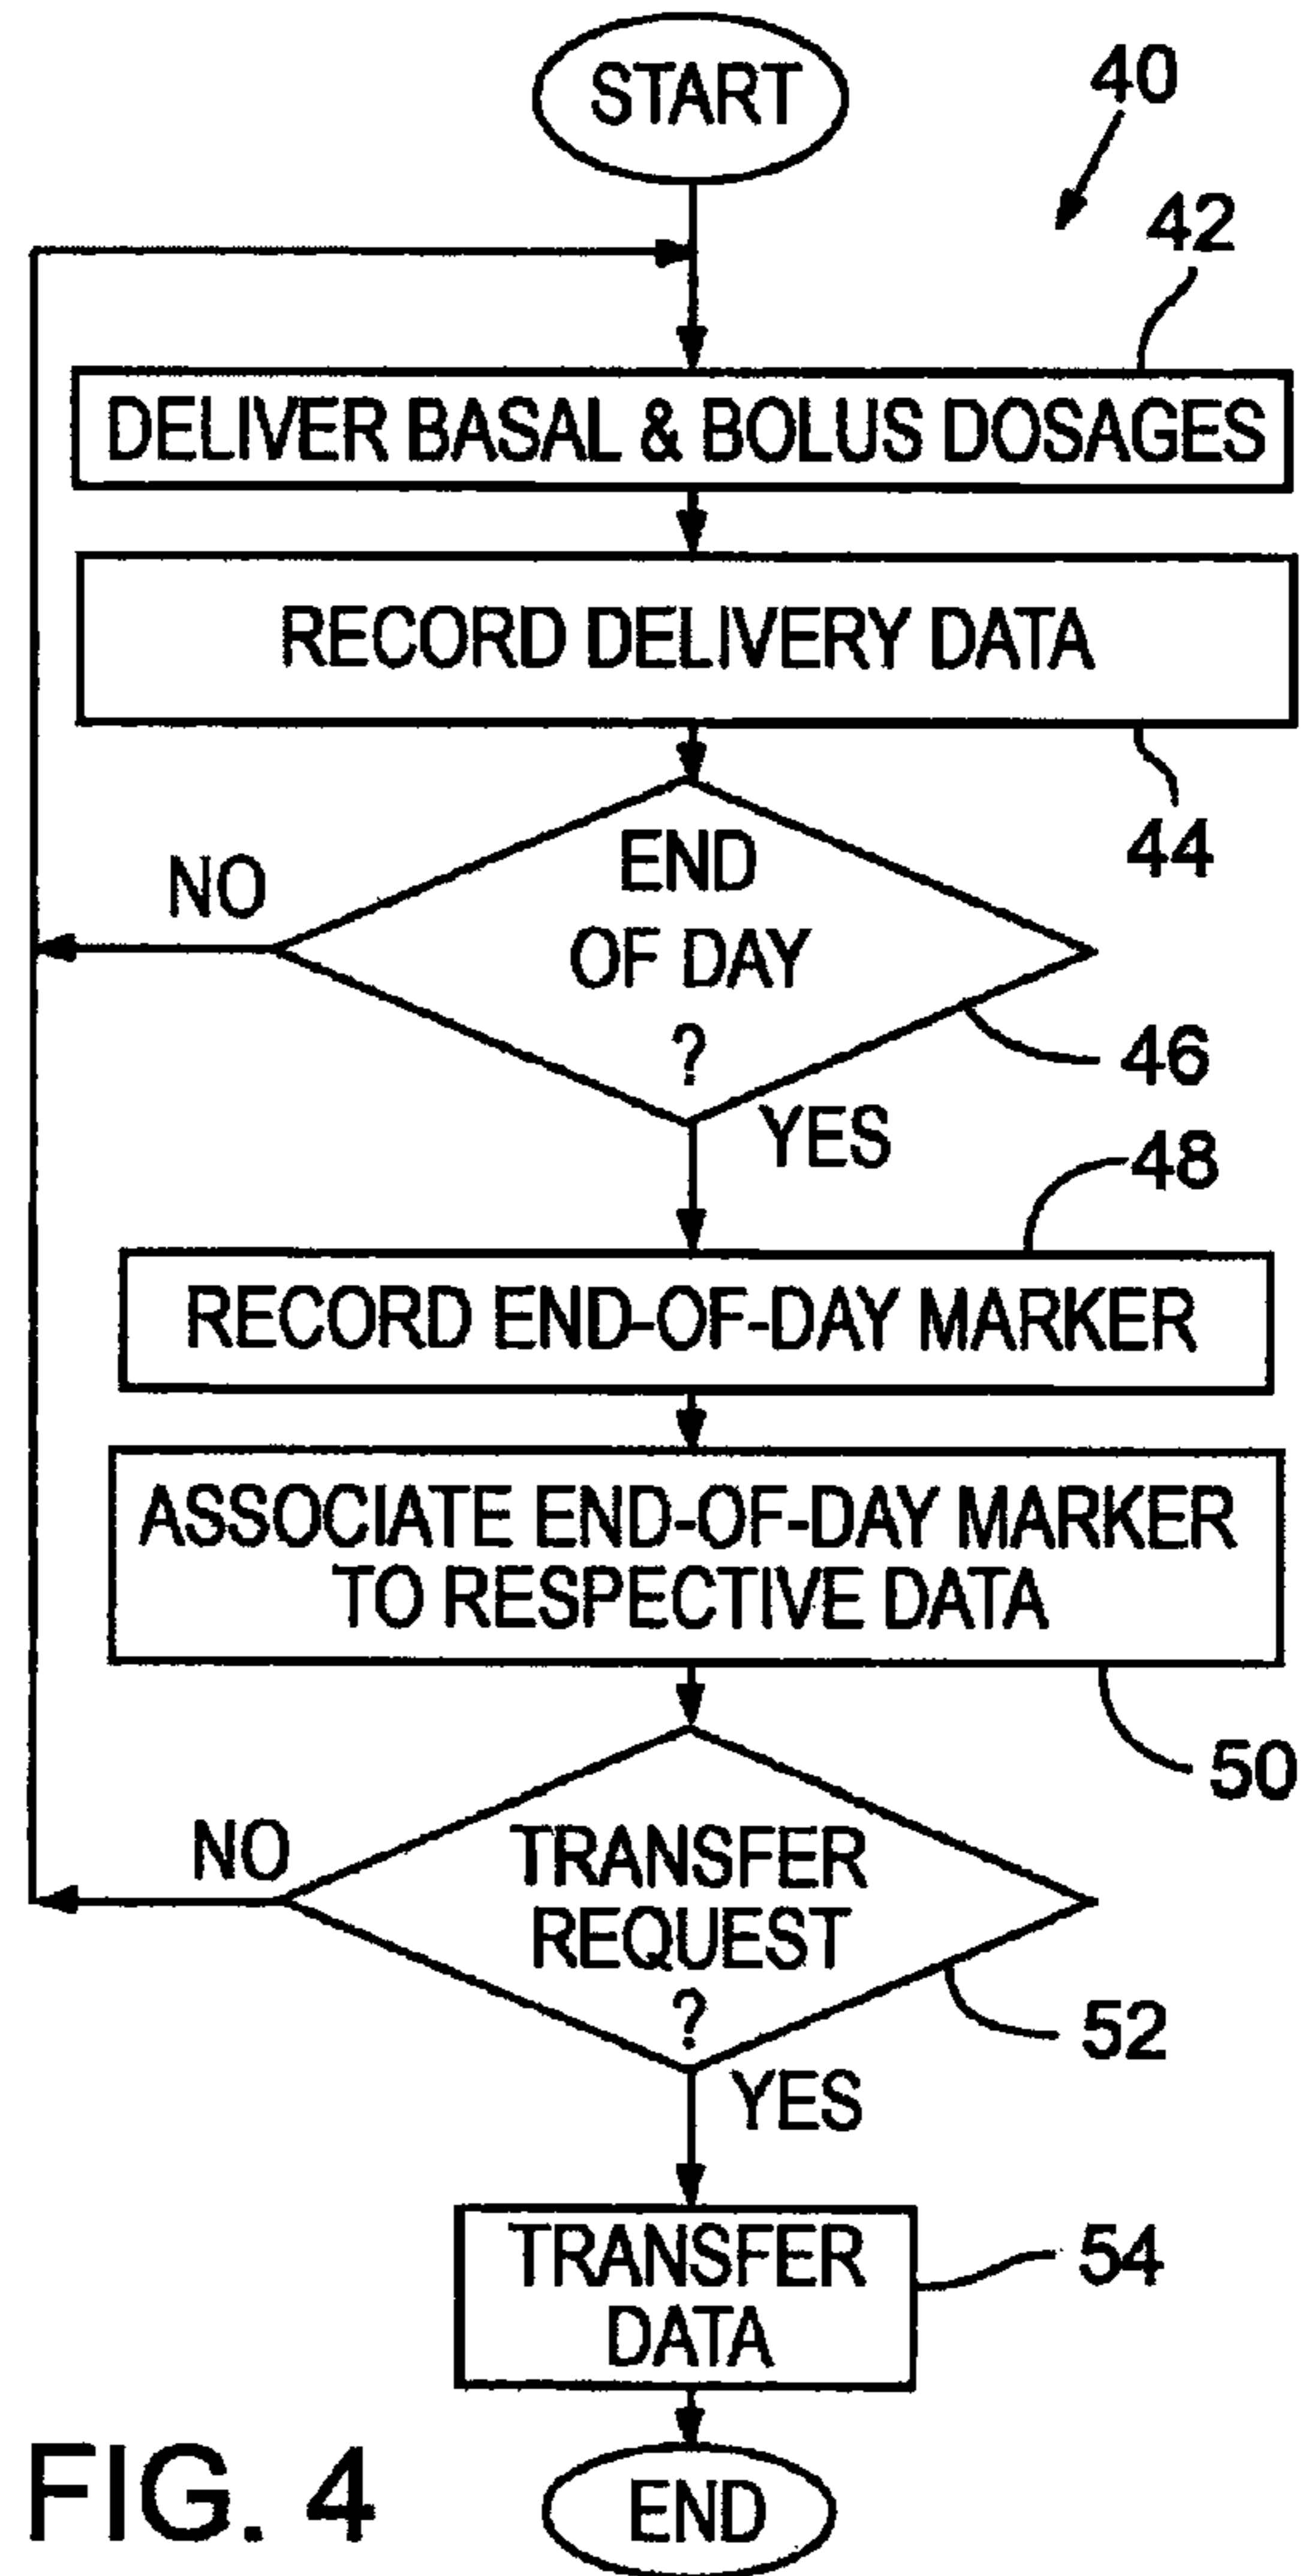 START
40
42
DELIVER BASAL & BOLUS DOSAGES
RECORD DELIVERY DATA
44
END
OF DAY
?
NO
46
YES
48
RECORD END-OF-DAY MARKER
ASSOCIATE END-OF-DAY MARKER
TO RESPECTIVE DATA
50
NO
TRANSFER
REQUEST
?
52
YES
TRANSFER
DATA
54
END
FIG. 4